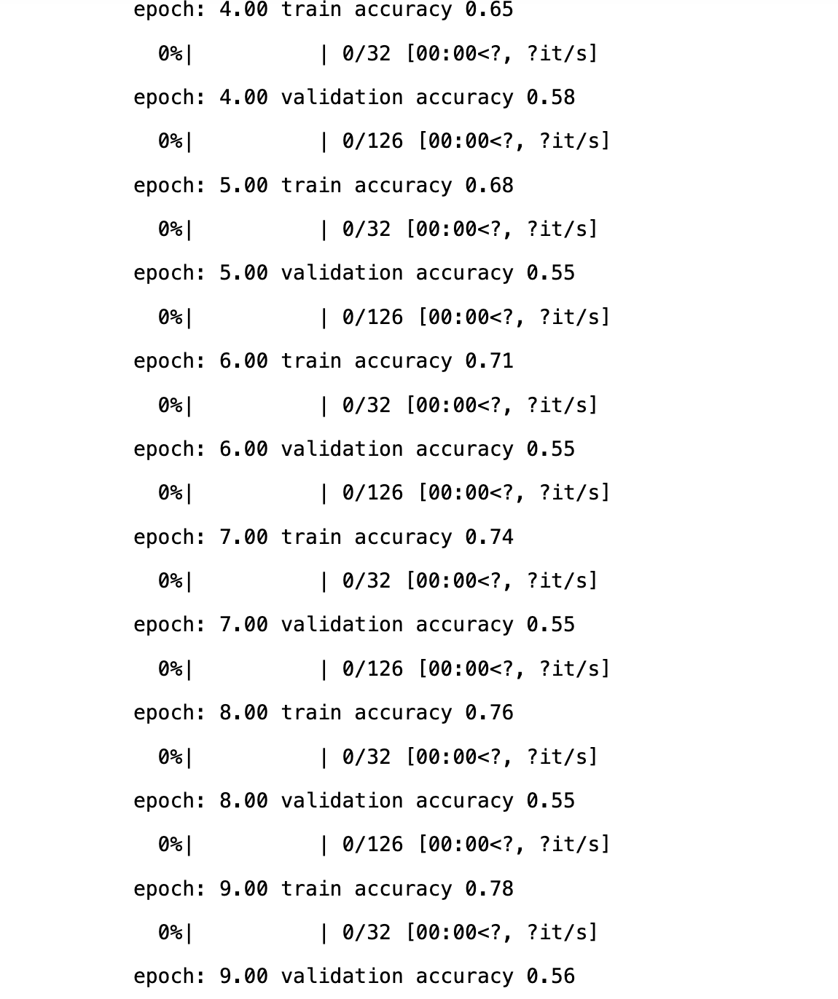 epoch: 4.00 train accuracy 0.65
0%|          | 0/32 [00:00<?, ?it/s]
epoch: 4.00 validation accuracy 0.58
0%|          | 0/126 [00:00<?, ?it/s]
epoch: 5.00 train accuracy 0.68
0%|          | 0/32 [00:00<?, ?it/s]
epoch: 5.00 validation accuracy 0.55
0%|          | 0/126 [00:00<?, ?it/s]
epoch: 6.00 train accuracy 0.71
0%|          | 0/32 [00:00<?, ?it/s]
epoch: 6.00 validation accuracy 0.55
0%|          | 0/126 [00:00<?, ?it/s]
epoch: 7.00 train accuracy 0.74
0%|          | 0/32 [00:00<?, ?it/s]
epoch: 7.00 validation accuracy 0.55
0%|          | 0/126 [00:00<?, ?it/s]
epoch: 8.00 train accuracy 0.76
0%|          | 0/32 [00:00<?, ?it/s]
epoch: 8.00 validation accuracy 0.55
0%|          | 0/126 [00:00<?, ?it/s]
epoch: 9.00 train accuracy 0.78
0%|          | 0/32 [00:00<?, ?it/s]
epoch: 9.00 validation accuracy 0.56